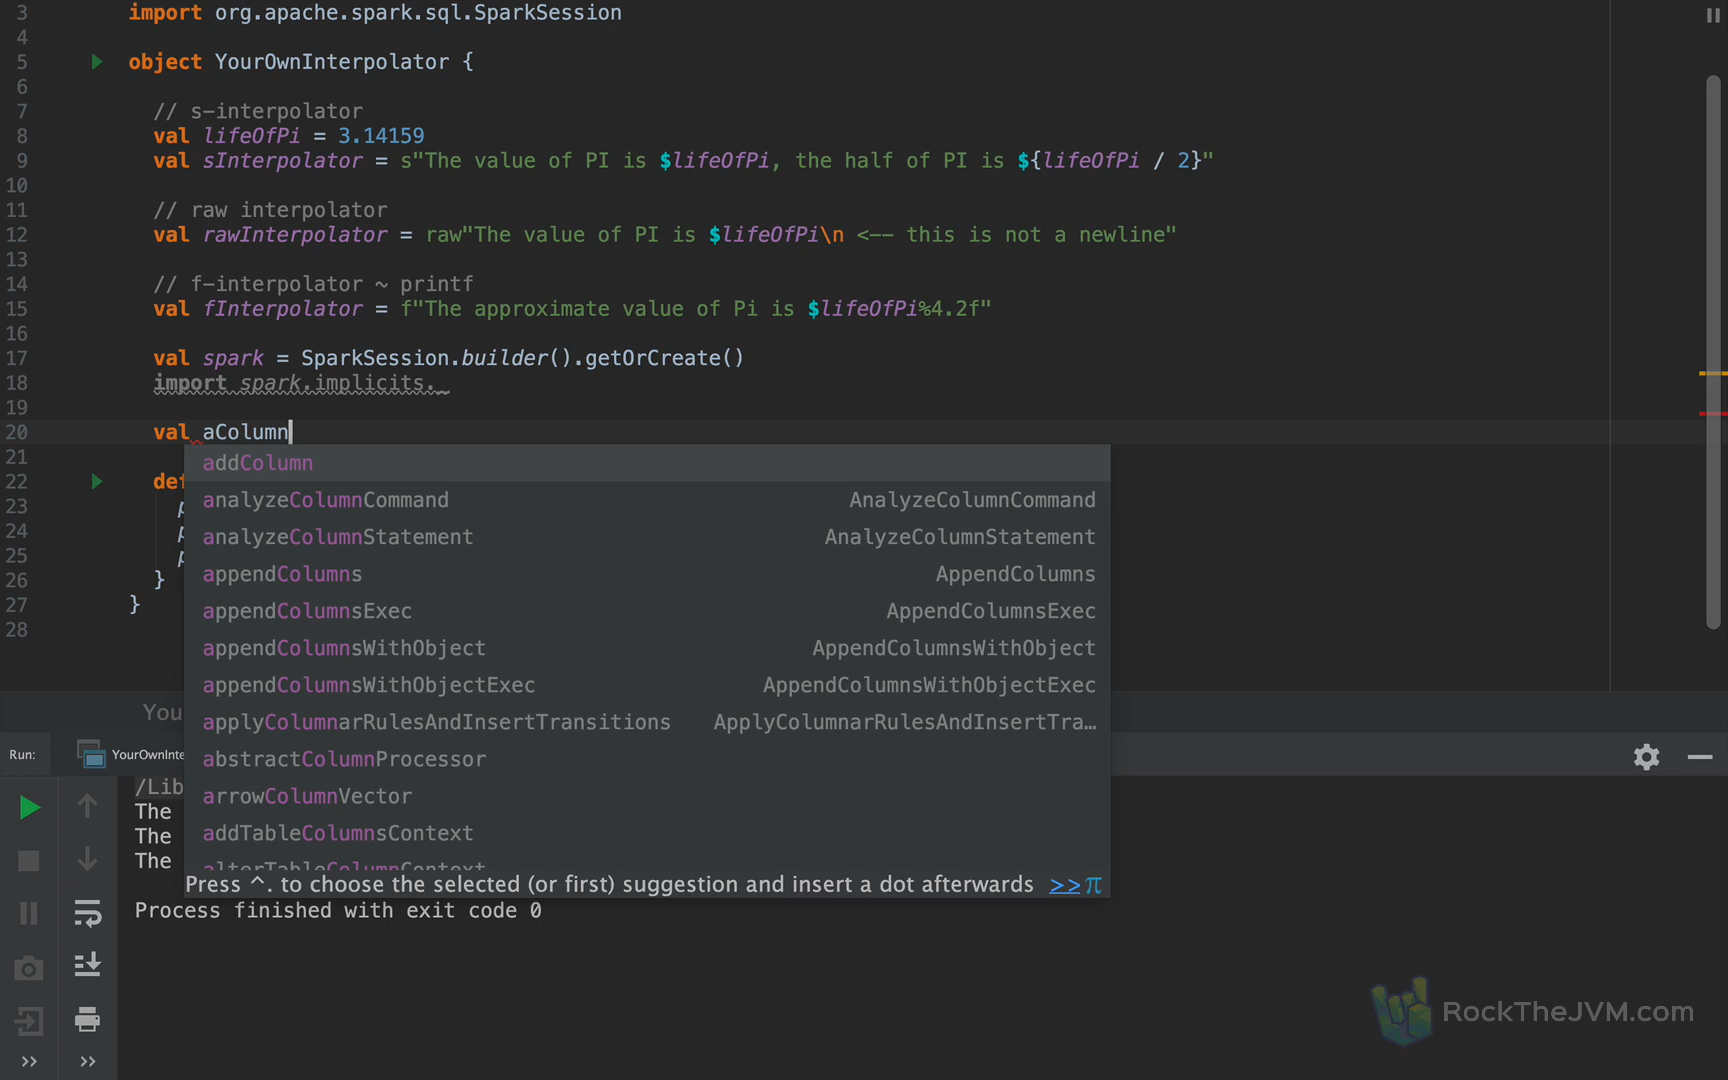 3 import org.apache.spark.sql.SparkSession
4
5 object YourOwnInterpolator {
6
7 // s-interpolator
8 val lifeOfPi = 3.14159
9 val sInterpolator = s"The value of PI is $lifeOfPi, the half of PI is ${lifeOfPi / 2}"
10
11 // raw interpolator
12 val rawInterpolator = raw"The value of PI is $lifeOfPi\n <-- this is not a newline"
13
14 // f-interpolator ~ printf
15 val fInterpolator = f"The approximate value of Pi is $lifeOfPi%4.2f"
16
17 val spark = SparkSession.builder().getOrCreate()
18 import spark.implicits._
19
20 val aColumn
21
22 def
23 p
24 p
25 p
26 }
27 }
28
addColumn
analyzeColumnCommand AnalyzeColumnCommand
analyzeColumnStatement AnalyzeColumnStatement
appendColumns AppendColumns
appendColumnsExec AppendColumnsExec
appendColumnsWithObject AppendColumnsWithObject
appendColumnsWithObjectExec AppendColumnsWithObjectExec
applyColumnarRulesAndInsertTransitions ApplyColumnarRulesAndInsertTra…
abstractColumnProcessor
arrowColumnVector
addTableColumnsContext
alterTableColumnContext
Press ^. to choose the selected (or first) suggestion and insert a dot afterwards >> π
You
Run: YourOwnInte
/Lib
The
The
The
Process finished with exit code 0
RockTheJVM.com